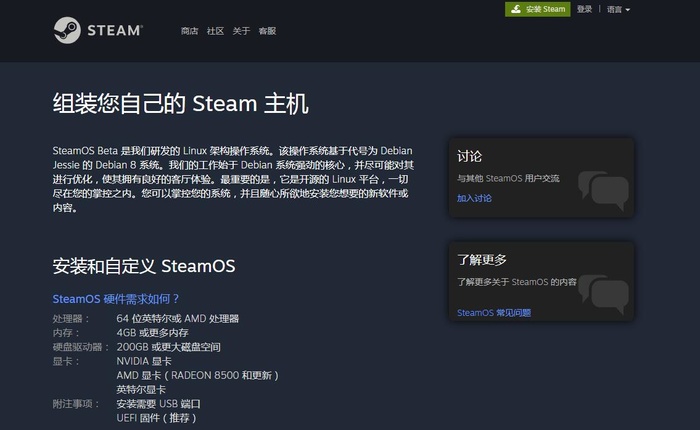 STEAM®
商店 社区 关于 客服
安装 Steam 登录 | 语言
组装您自己的 Steam 主机
SteamOS Beta 是我们研发的 Linux 架构操作系统。该操作系统基于代号为 Debian
Jessie 的 Debian 8 系统。我们的工作始于 Debian 系统强劲的核心，并尽可能对其
进行优化，使其拥有良好的客厅体验。最重要的是，它是开源的 Linux 平台，一切
尽在您的掌控之内。您可以掌控您的系统，并且随心所欲地安装您想要的新软件或
内容。
讨论
与其他 SteamOS 用户交流
加入讨论
了解更多
了解更多关于 SteamOS 的内容
SteamOS 常见问题
安装和自定义 SteamOS
SteamOS 硬件需求如何？
处理器： 64 位英特尔或 AMD 处理器
内存： 4GB 或更多内存
硬盘驱动器： 200GB 或更大磁盘空间
显卡： NVIDIA 显卡
AMD 显卡（RADEON 8500 和更新）
英特尔显卡
附注事项： 安装需要 USB 端口
UEFI 固件（推荐）